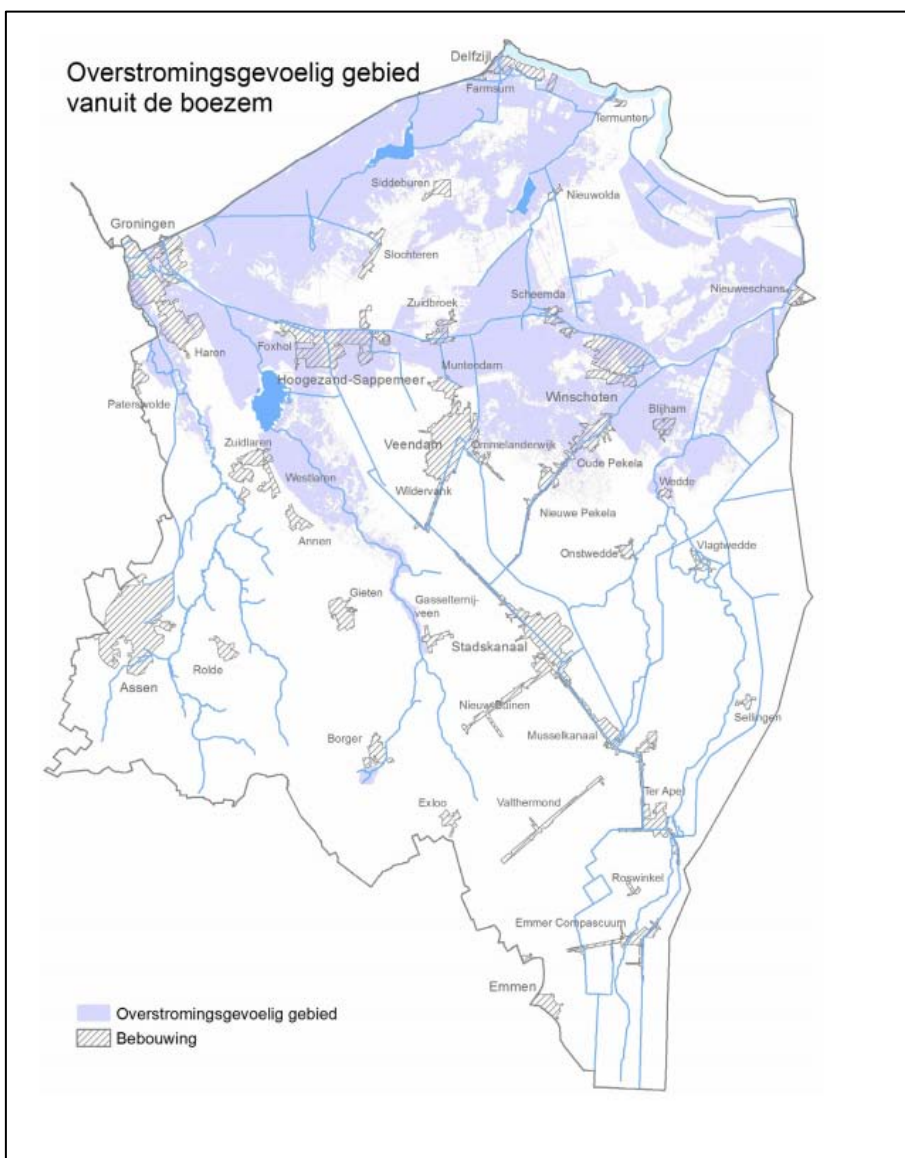 Overstromingsgevoelig gebied
vanuit de boezem
Delfzijl
Farmsum
Termunten
Siddeburen
Nieuwolda
Groningen
Slochteren
Nieuweschans
Zuidbroek
Scheemda
Haren
Foxhol
Muntendam
Hoogezand-Sappemeer
Winschoten
Paterswolde
Blijham
Veendam
Ommelanderwijk
Zuidlaren
Oude Pekela
Westlaren
Wildervank
Wedde
Nieuwe Pekela
Annen
Onstwedde
Vlagtwedde
Gieten
Gasselternij-
veen
Stadskanaal
Rolde
Assen
Nieuw Buinen
Sellingen
Borger
Musselkanaal
Exloo
Valthermond
Ter Apel
Roswinkel
Emmer Compascuum
Emmen
Overstromingsgevoelig gebied
Bebouwing